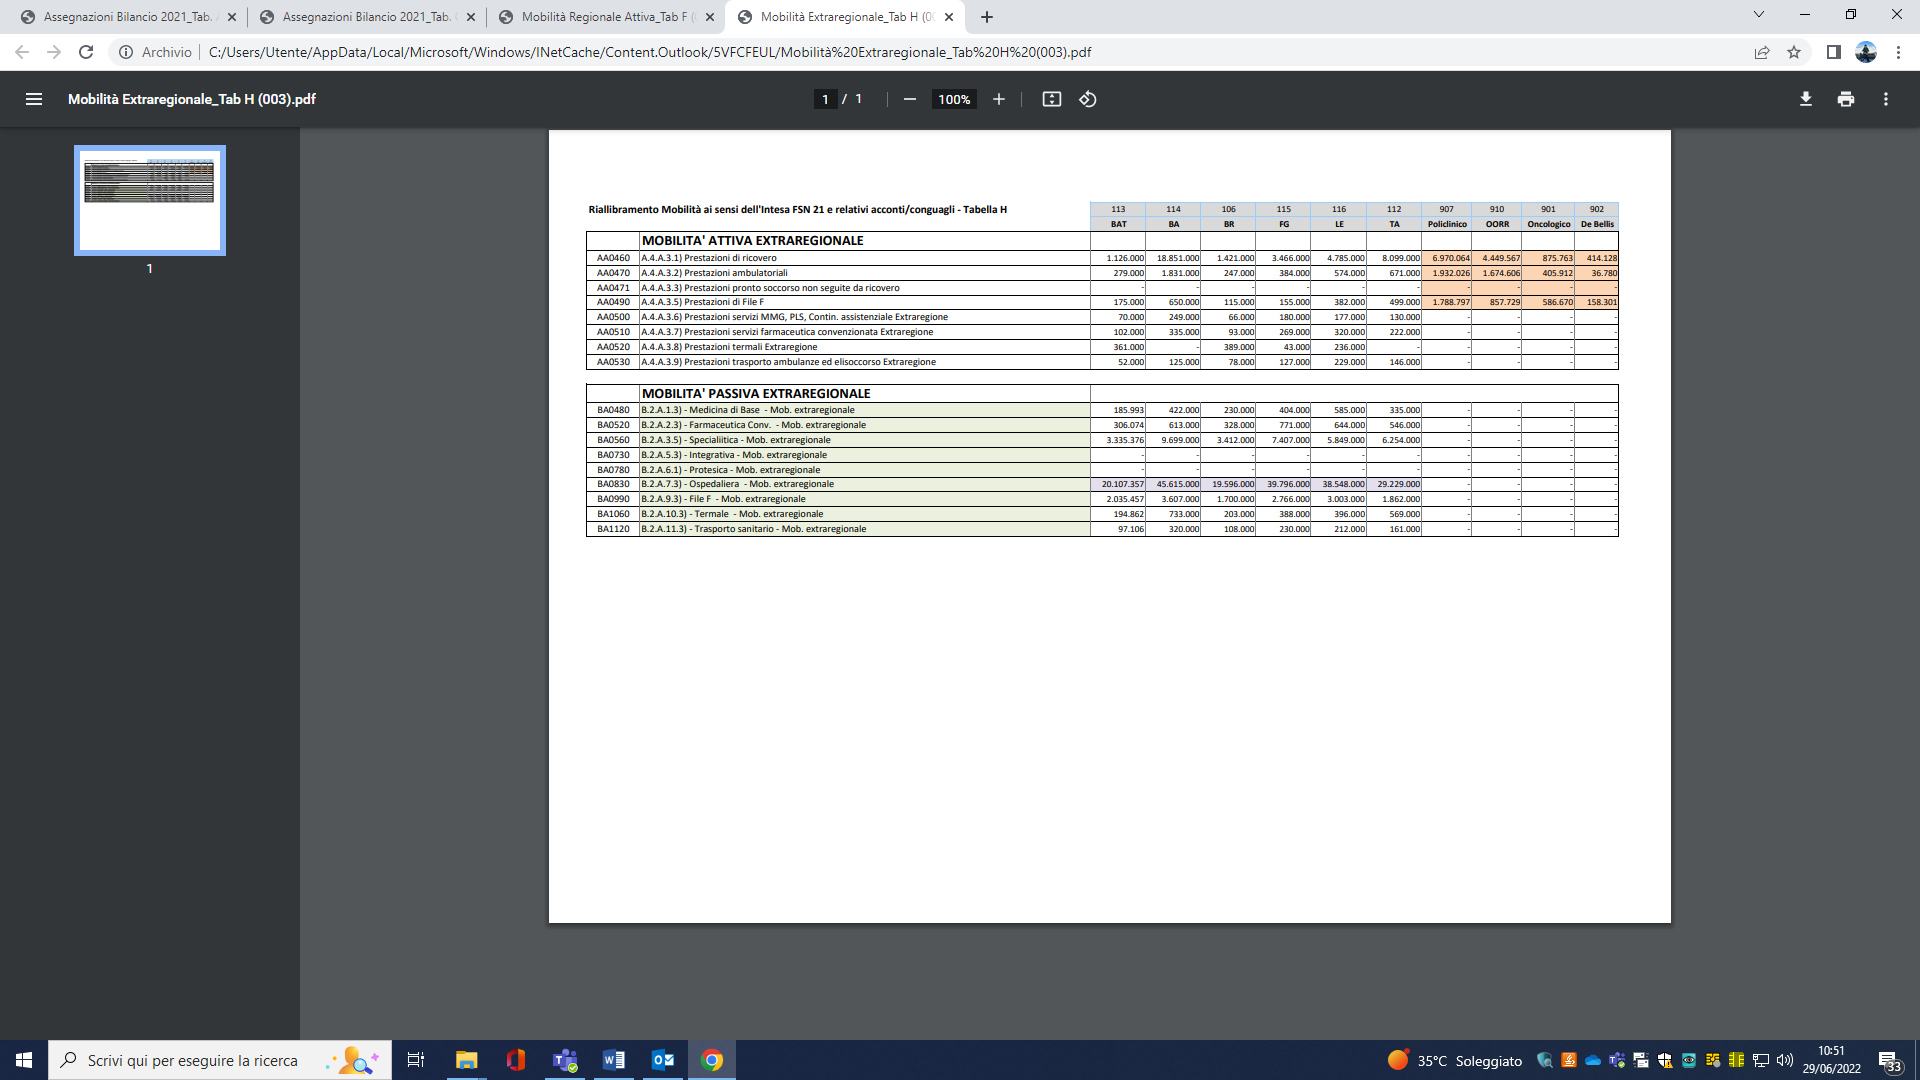 Assegnazioni Bilancio 2021_Tab.
Assegnazioni Bilancio 2021_Tab.
Mobilità Regionale Attiva_Tab F (
Mobilità Extraregionale_Tab H (0
Archivio
C:/Users/Utente/AppData/Local/Microsoft/Windows/INetCache/Content.Outlook/5VFCFEUL/Mobilità%20Extraregionale_Tab%20H%20(003).pdf
Mobilità Extraregionale_Tab H (003).pdf
1 / 1
100%
1
Riallibramento Mobilità ai sensi dell'Intesa FSN 21 e relativi acconti/conguagli - Tabella H 113 114 106 115 116 112 907 910 901 902
BAT BA BR FG LE TA Policlinico OORR Oncologico De Bellis
MOBILITA' ATTIVA EXTRAREGIONALE
AA0460 A.4.A.3.1) Prestazioni di ricovero 1.126.000 18.851.000 1.421.000 3.466.000 4.785.000 8.099.000 6.970.064 4.449.567 875.763 414.128
AA0470 A.4.A.3.2) Prestazioni ambulatoriali 279.000 1.831.000 247.000 384.000 574.000 671.000 1.932.026 1.674.606 405.912 36.780
AA0471 A.4.A.3.3) Prestazioni pronto soccorso non seguite da ricovero - - - - - - - - - -
AA0490 A.4.A.3.5) Prestazioni di File F 175.000 650.000 115.000 155.000 382.000 499.000 1.788.797 857.729 586.670 158.301
AA0500 A.4.A.3.6) Prestazioni servizi MMG, PLS, Contin. assistenziale Extraregione 70.000 249.000 66.000 180.000 177.000 130.000 - - - -
AA0510 A.4.A.3.7) Prestazioni servizi farmaceutica convenzionata Extraregione 102.000 335.000 93.000 269.000 320.000 222.000 - - - -
AA0520 A.4.A.3.8) Prestazioni termali Extraregione 361.000 - 389.000 43.000 236.000 - - - - -
AA0530 A.4.A.3.9) Prestazioni trasporto ambulanze ed elisoccorso Extraregione 52.000 125.000 78.000 127.000 229.000 146.000 - - - -
MOBILITA' PASSIVA EXTRAREGIONALE
BA0480 B.2.A.1.3) - Medicina di Base - Mob. extraregionale 185.993 422.000 230.000 404.000 585.000 335.000 - - - -
BA0520 B.2.A.2.3) - Farmaceutica Conv. - Mob. extraregionale 306.074 613.000 328.000 771.000 644.000 546.000 - - - -
BA0560 B.2.A.3.5) - Specialiitica - Mob. extraregionale 3.335.376 9.699.000 3.412.000 7.407.000 5.849.000 6.254.000 - - - -
BA0730 B.2.A.5.3) - Integrativa - Mob. extraregionale - - - - - - - - - -
BA0780 B.2.A.6.1) - Protesica - Mob. extraregionale - - - - - - - - - -
BA0830 B.2.A.7.3) - Ospedaliera - Mob. extraregionale 20.107.357 45.615.000 19.596.000 39.796.000 38.548.000 29.229.000 - - - -
BA0990 B.2.A.9.3) - File F - Mob. extraregionale 2.035.457 3.607.000 1.700.000 2.766.000 3.003.000 1.862.000 - - - -
BA1060 B.2.A.10.3) - Termale - Mob. extraregionale 194.862 733.000 203.000 388.000 396.000 569.000 - - - -
BA1120 B.2.A.11.3) - Trasporto sanitario - Mob. extraregionale 97.106 320.000 108.000 230.000 212.000 161.000 - - - -
Scrivi qui per eseguire la ricerca
35°C Soleggiato
10:51
29/06/2022
33